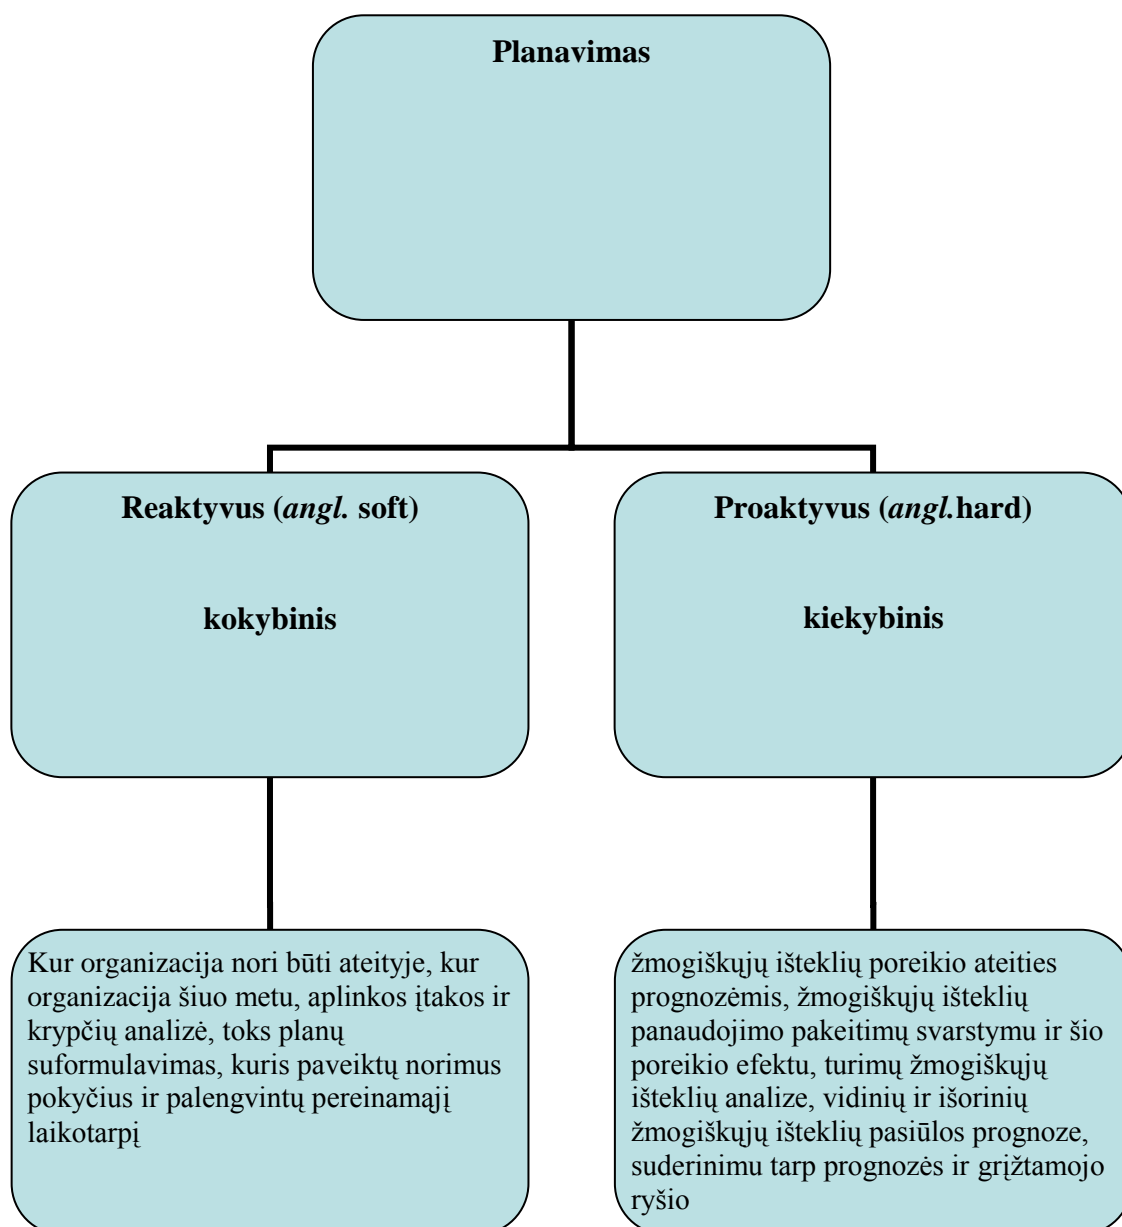 Planavimas
Reaktyvus (angl. soft)
kokybinis
Proaktyvus (angl.hard)
kiekybinis
Kur organizacija nori būti ateityje, kur
organizacija šiuo metu, aplinkos įtakos ir
krypčių analizė, toks planų
suformulavimas, kuris paveiktų norimus
pokyčius ir palengvintų pereinamąjį
laikotarpį
žmogiškųjų išteklių poreikio ateities
prognozėmis, žmogiškųjų išteklių
panaudojimo pakeitimų svarstymu ir šio
poreikio efektu, turimų žmogiškųjų
išteklių analize, vidinių ir išorinių
žmogiškųjų išteklių pasiūlos prognoze,
suderinimu tarp prognozės ir grįžtamojo
ryšio